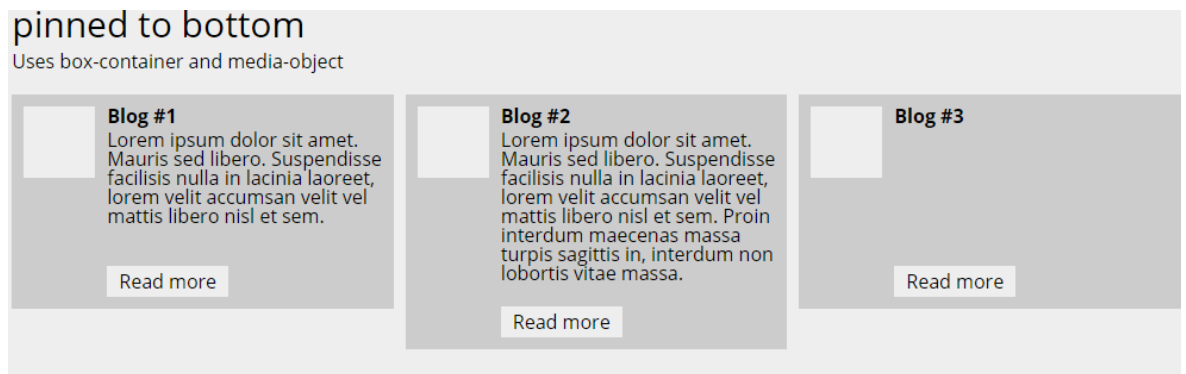 pinned to bottom
Uses box-container and media-object
Blog #1
Lorem ipsum dolor sit amet.
Mauris sed libero. Suspendisse
facilisis nulla in lacinia laoreet,
lorem velit accumsan velit vel
mattis libero nisl et sem.
Read more
Blog #2
Lorem ipsum dolor sit amet.
Mauris sed libero. Suspendisse
facilisis nulla in lacinia laoreet,
lorem velit accumsan velit vel
mattis libero nisl et sem. Proin
interdum maecenas massa
turpis sagittis in, interdum non
lobortis vitae massa.
Read more
Blog #3
Read more